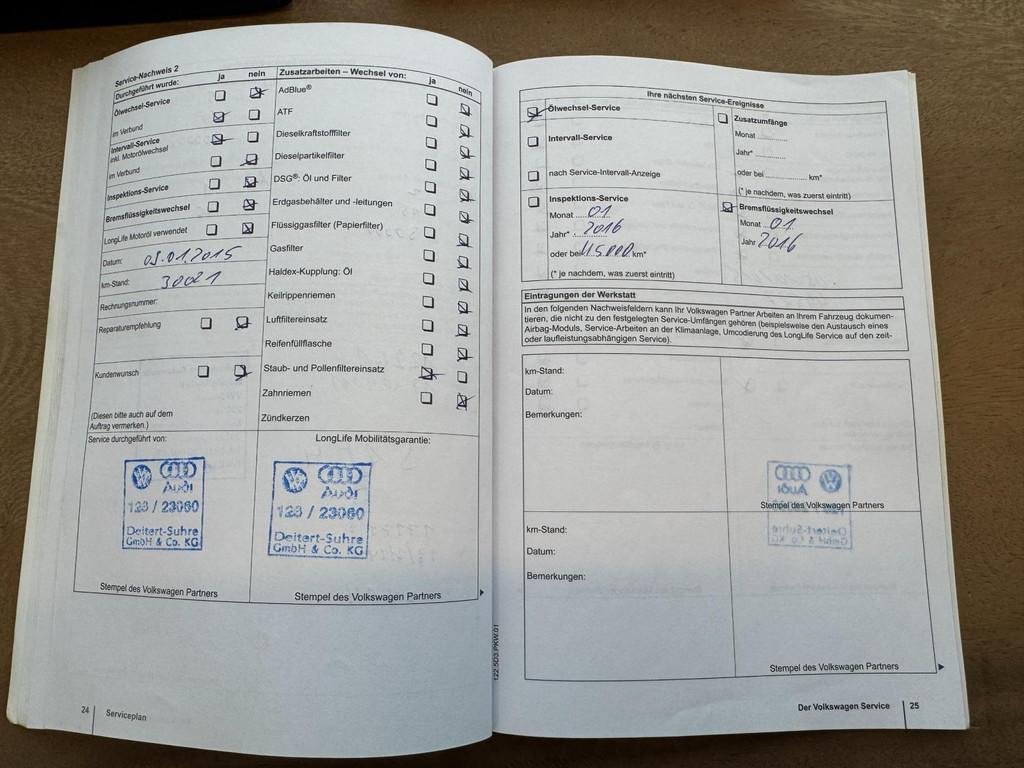 Service-Nachweis 2
Durchgeführt wurde: ja nein
Ölwechsel-Service
im Verbund
Intervall-Service
inkl. Motorölwechsel
im Verbund
Inspektions-Service
Bremsflüssigkeitswechsel
LongLife Motoröl verwendet
Datum: 05.01.2015
km-Stand: 30021
Rechnungsnummer:
Reparaturempfehlung
Kundenwunsch
(Diesen bitte auch auf dem
Auftrag vermerken.)
Zusatzarbeiten – Wechsel von: ja nein
AdBlue®
ATF
Dieselkraftstofffilter
Dieselpartikelfilter
DSG®: Öl und Filter
Erdgasbehälter und -leitungen
Flüssiggasfilter (Papierfilter)
Gasfilter
Haldex-Kupplung: Öl
Keilrippenriemen
Luftfiltereinsatz
Reifenfüllflasche
Staub- und Pollenfiltereinsatz
Zahnriemen
Zündkerzen
Service durchgeführt von:
Audi
123 / 23060
Deitert-Suhre
GmbH & Co. KG
Stempel des Volkswagen Partners
LongLife Mobilitätsgarantie:
Audi
123 / 23060
Deitert-Suhre
GmbH & Co. KG
Stempel des Volkswagen Partners
24 Serviceplan
122.5D3.PKW.01
Ihre nächsten Service-Ereignisse
Ölwechsel-Service
Intervall-Service
nach Service-Intervall-Anzeige
Inspektions-Service
Monat 01
Jahr* 2016
oder bei 45000 km*
(* je nachdem, was zuerst eintritt)
Zusatzumfänge
Monat
Jahr*
oder bei km*
(* je nachdem, was zuerst eintritt)
Bremsflüssigkeitswechsel
Monat 01
Jahr 2016
Eintragungen der Werkstatt
In den folgenden Nachweisfeldern kann Ihr Volkswagen Partner Arbeiten an Ihrem Fahrzeug dokumen-
tieren, die nicht zu den festgelegten Service-Umfängen gehören (beispielsweise den Austausch eines
Airbag-Moduls, Service-Arbeiten an der Klimaanlage, Umcodierung des LongLife Service auf den zeit-
oder laufleistungsabhängigen Service).
km-Stand:
Datum:
Bemerkungen:
Stempel des Volkswagen Partners
km-Stand:
Datum:
Bemerkungen:
Stempel des Volkswagen Partners
Der Volkswagen Service 25